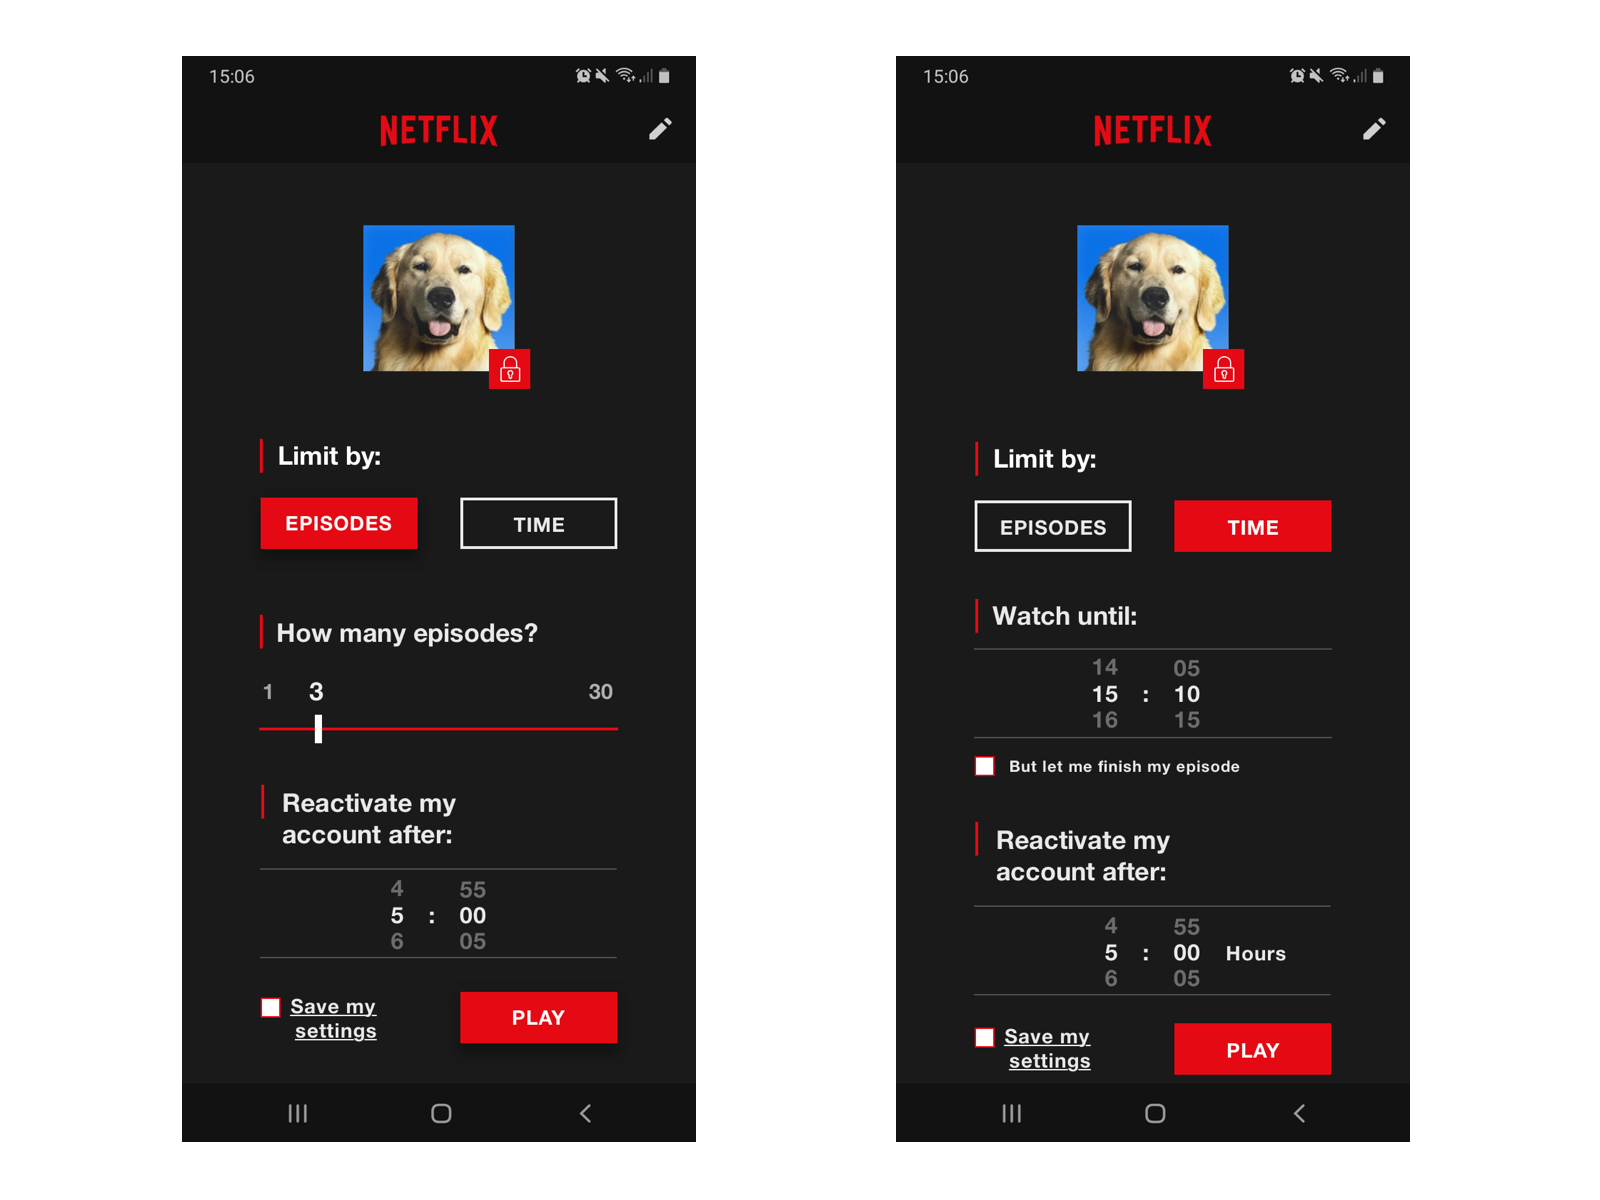 15:06
NETFLIX
Limit by:
EPISODES TIME
How many episodes?
1 3 30
Reactivate my
account after:
4 55
5 : 00
6 05
Save my
settings
PLAY
15:06
NETFLIX
Limit by:
EPISODES TIME
Watch until:
14 05
15 : 10
16 15
But let me finish my episode
Reactivate my
account after:
4 55
5 : 00 Hours
6 05
Save my
settings
PLAY